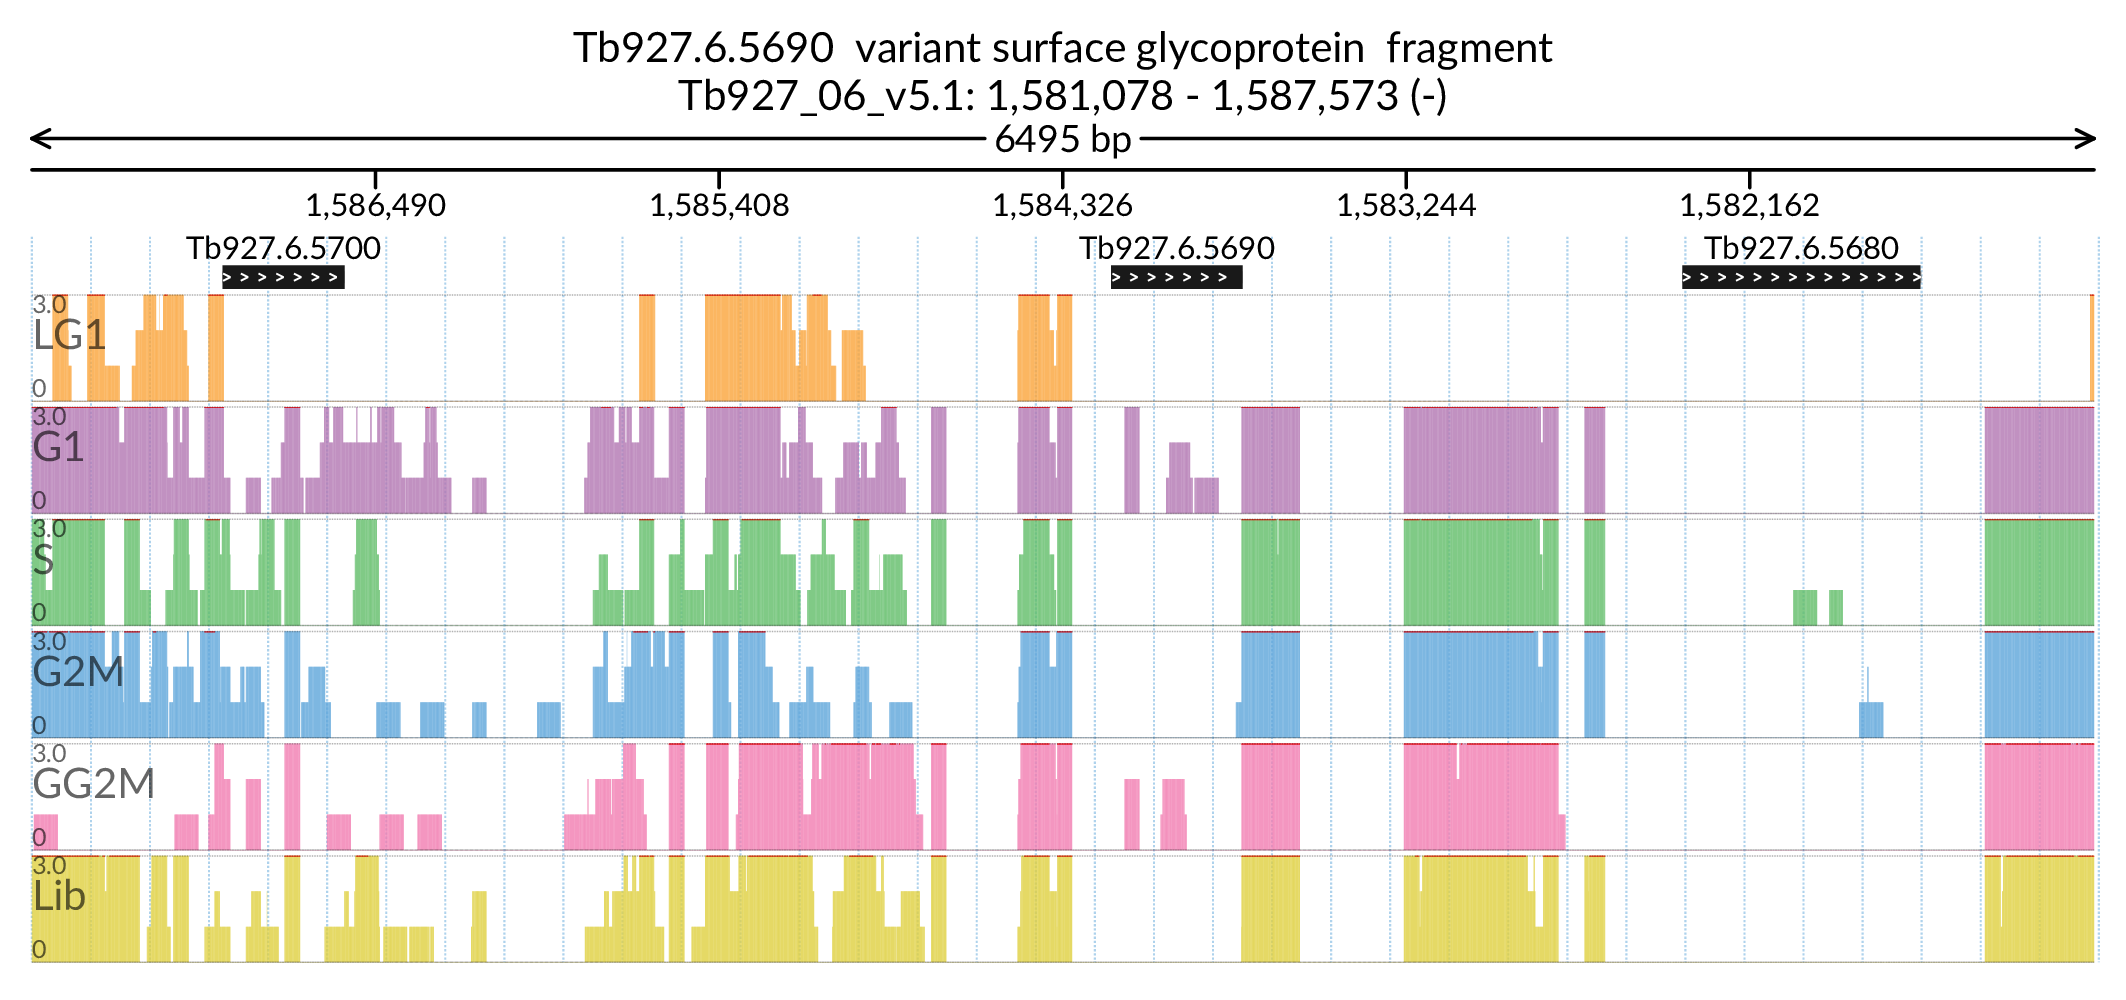 Tb927.6.5690 variant surface glycoprotein fragment
Tb927_06_v5.1: 1,581,078 - 1,587,573 (-)
6495 bp
1,586,490 1,585,408 1,584,326 1,583,244 1,582,162
Tb927.6.5700 Tb927.6.5690 Tb927.6.5680
3.0
LG1
0
3.0
G1
0
3.0
S
0
3.0
G2M
0
3.0
GG2M
0
3.0
Lib
0